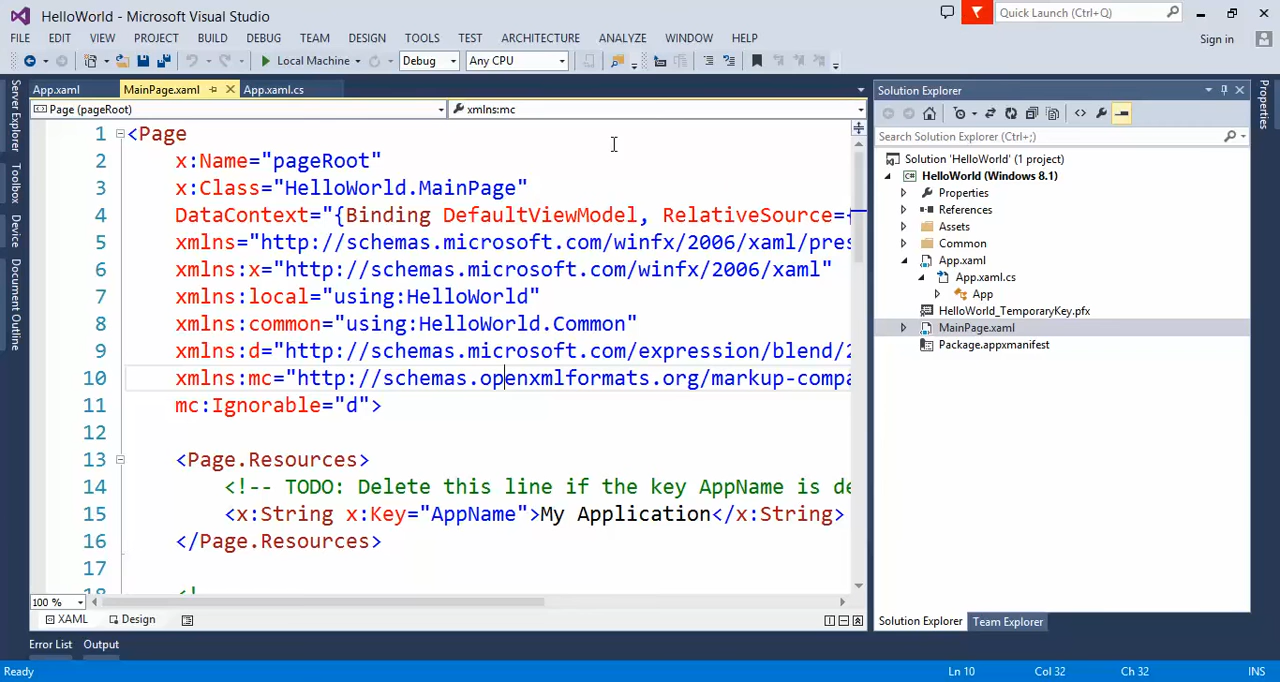 HelloWorld - Microsoft Visual Studio
Quick Launch (Ctrl+Q)
FILE EDIT VIEW PROJECT BUILD DEBUG TEAM DESIGN TOOLS TEST ARCHITECTURE ANALYZE WINDOW HELP
Sign in
Local Machine Debug Any CPU
Server Explorer
Toolbox
Device
Document Outline
App.xaml MainPage.xaml App.xaml.cs
Page (pageRoot) xmlns:mc
1 <Page
2 x:Name="pageRoot"
3 x:Class="HelloWorld.MainPage"
4 DataContext="{Binding DefaultViewModel, RelativeSource={
5 xmlns="http://schemas.microsoft.com/winfx/2006/xaml/pres
6 xmlns:x="http://schemas.microsoft.com/winfx/2006/xaml"
7 xmlns:local="using:HelloWorld"
8 xmlns:common="using:HelloWorld.Common"
9 xmlns:d="http://schemas.microsoft.com/expression/blend/2
10 xmlns:mc="http://schemas.openxmlformats.org/markup-compa
11 mc:Ignorable="d">
12
13 <Page.Resources>
14 <!-- TODO: Delete this line if the key AppName is de
15 <x:String x:Key="AppName">My Application</x:String>
16 </Page.Resources>
17
18 <!
100 %
XAML Design
Error List Output
Solution Explorer
Search Solution Explorer (Ctrl+;)
Solution 'HelloWorld' (1 project)
C# HelloWorld (Windows 8.1)
Properties
References
Assets
Common
App.xaml
App.xaml.cs
App
HelloWorld_TemporaryKey.pfx
MainPage.xaml
Package.appxmanifest
Solution Explorer Team Explorer
Properties
Ready Ln 10 Col 32 Ch 32 INS